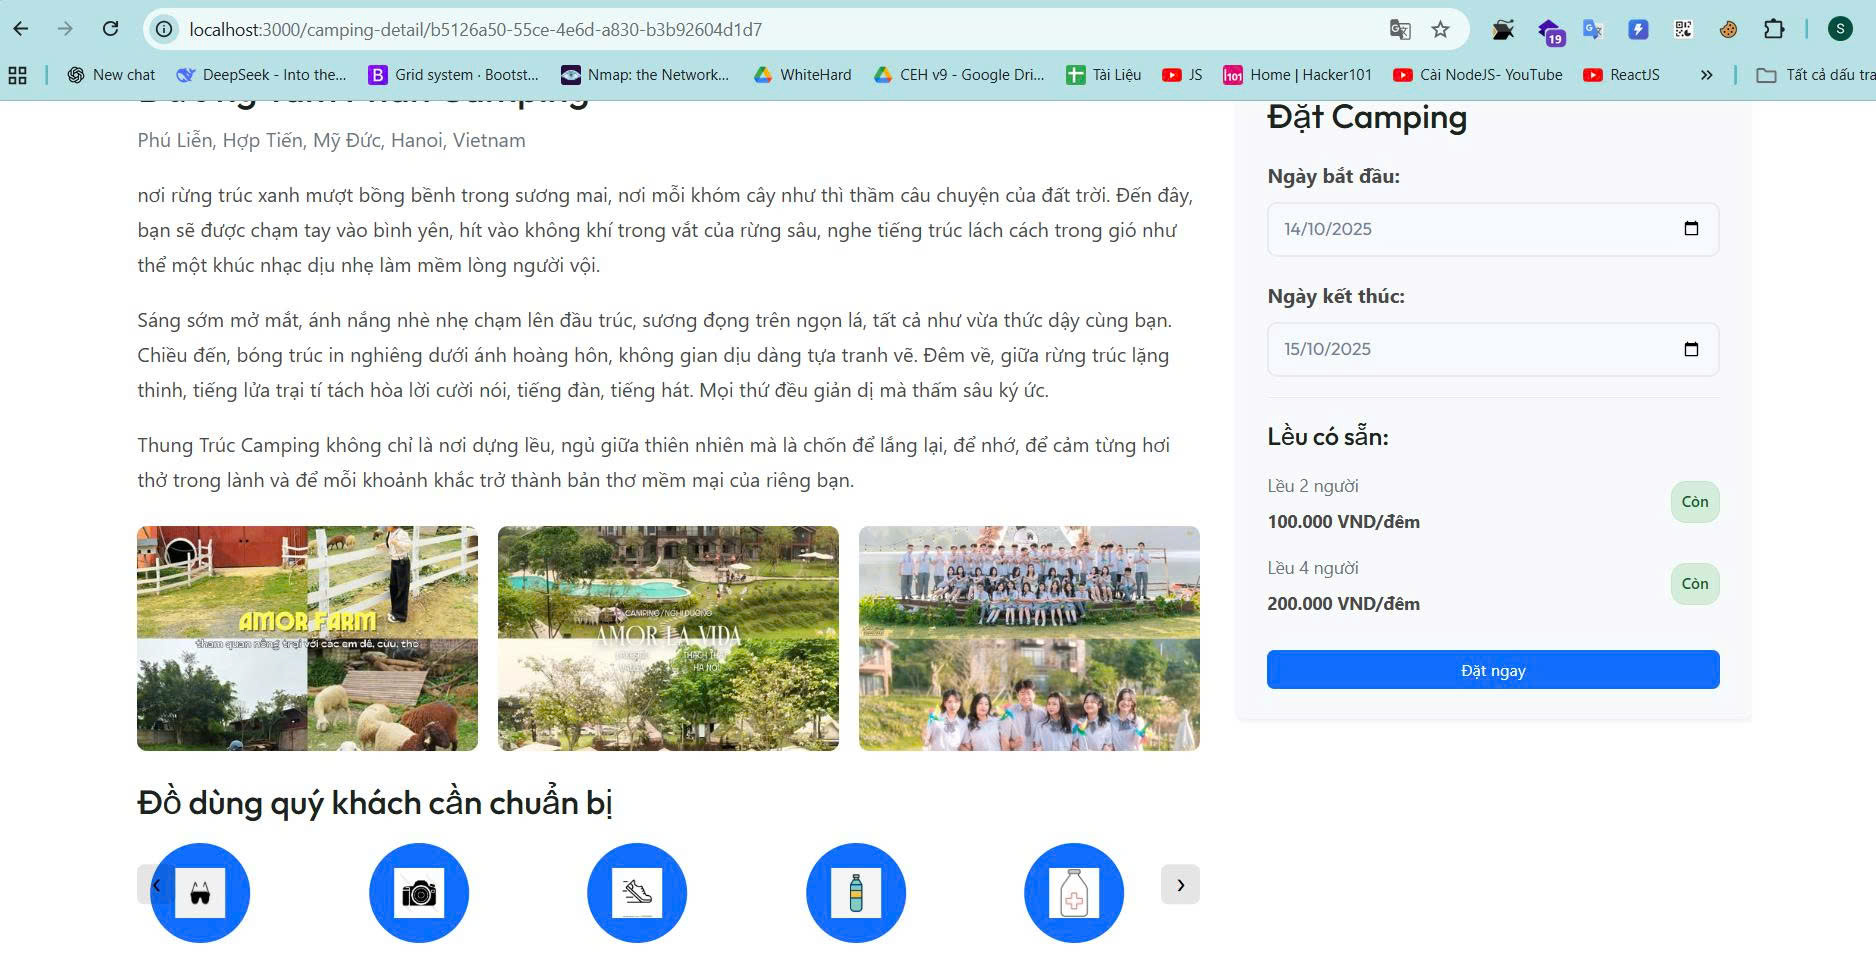 localhost:3000/camping-detail/b5126a50-55ce-4e6d-a830-b3b92604d1d7
19
S
New chat
DeepSeek - Into the...
Grid system · Bootst...
Nmap: the Network...
WhiteHard
CEH v9 - Google Dri...
Tài Liệu
JS
Home | Hacker101
Cài NodeJS- YouTube
ReactJS
Tất cả dấu tra
Camping
Phú Liễn, Hợp Tiến, Mỹ Đức, Hanoi, Vietnam
nơi rừng trúc xanh mượt bồng bềnh trong sương mai, nơi mỗi khóm cây như thì thầm câu chuyện của đất trời. Đến đây,
bạn sẽ được chạm tay vào bình yên, hít vào không khí trong vắt của rừng sâu, nghe tiếng trúc lách cách trong gió như
thể một khúc nhạc dịu nhẹ làm mềm lòng người vội.
Sáng sớm mở mắt, ánh nắng nhè nhẹ chạm lên đầu trúc, sương đọng trên ngọn lá, tất cả như vừa thức dậy cùng bạn.
Chiều đến, bóng trúc in nghiêng dưới ánh hoàng hôn, không gian dịu dàng tựa tranh vẽ. Đêm về, giữa rừng trúc lặng
thinh, tiếng lửa trại tí tách hòa lời cười nói, tiếng đàn, tiếng hát. Mọi thứ đều giản dị mà thấm sâu ký ức.
Thung Trúc Camping không chỉ là nơi dựng lều, ngủ giữa thiên nhiên mà là chốn để lắng lại, để nhớ, để cảm từng hơi
thở trong lành và để mỗi khoảnh khắc trở thành bản thơ mềm mại của riêng bạn.
AMOR FARM
tham quan nông trại với các em dê, cừu, thỏ
CAMPING/NGHỈ DƯỠNG
AMOR LA VIDA
HÀ NỘI
Đồ dùng quý khách cần chuẩn bị
Đặt Camping
Ngày bắt đầu:
14/10/2025
Ngày kết thúc:
15/10/2025
Lều có sẵn:
Lều 2 người
100.000 VND/đêm
Còn
Lều 4 người
200.000 VND/đêm
Còn
Đặt ngay